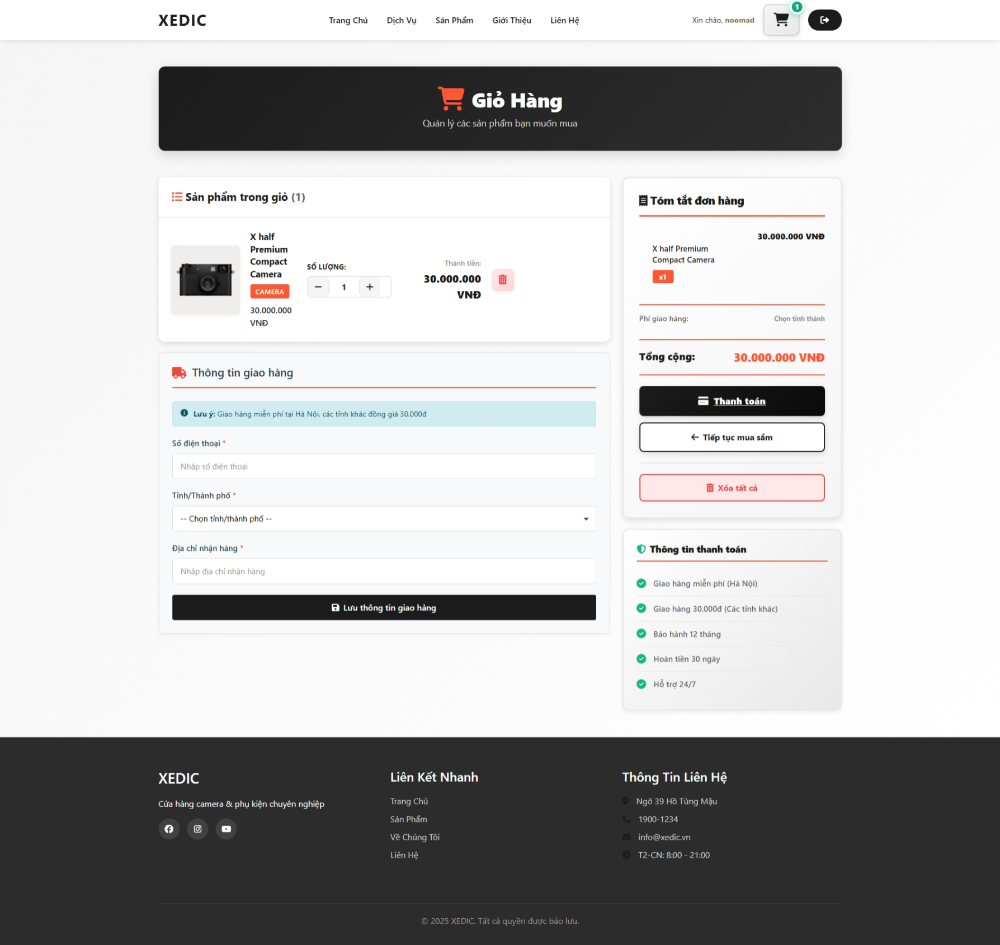 XEDIC
Trang Chủ
Dịch Vụ
Sản Phẩm
Giới Thiệu
Liên Hệ
Xin chào, noomad
1
Giỏ Hàng
Quản lý các sản phẩm bạn muốn mua
Sản phẩm trong giỏ (1)
X half
Premium
Compact
Camera
CAMERA
30.000.000
VNĐ
SỐ LƯỢNG:
− 1 +
Thành tiền:
30.000.000
VNĐ
Thông tin giao hàng
Lưu ý: Giao hàng miễn phí tại Hà Nội, các tỉnh khác đồng giá 30.000đ
Số điện thoại *
Nhập số điện thoại
Tỉnh/Thành phố *
-- Chọn tỉnh/thành phố --
Địa chỉ nhận hàng *
Nhập địa chỉ nhận hàng
Lưu thông tin giao hàng
Tóm tắt đơn hàng
30.000.000 VNĐ
X half Premium
Compact Camera
x1
Phí giao hàng: Chọn tỉnh thành
Tổng cộng: 30.000.000 VNĐ
Thanh toán
Tiếp tục mua sắm
Xóa tất cả
Thông tin thanh toán
Giao hàng miễn phí (Hà Nội)
Giao hàng 30.000đ (Các tỉnh khác)
Bảo hành 12 tháng
Hoàn tiền 30 ngày
Hỗ trợ 24/7
XEDIC
Cửa hàng camera & phụ kiện chuyên nghiệp
Liên Kết Nhanh
Trang Chủ
Sản Phẩm
Về Chúng Tôi
Liên Hệ
Thông Tin Liên Hệ
Ngõ 39 Hồ Tùng Mậu
1900-1234
info@xedic.vn
T2-CN: 8:00 - 21:00
© 2025 XEDIC. Tất cả quyền được bảo lưu.